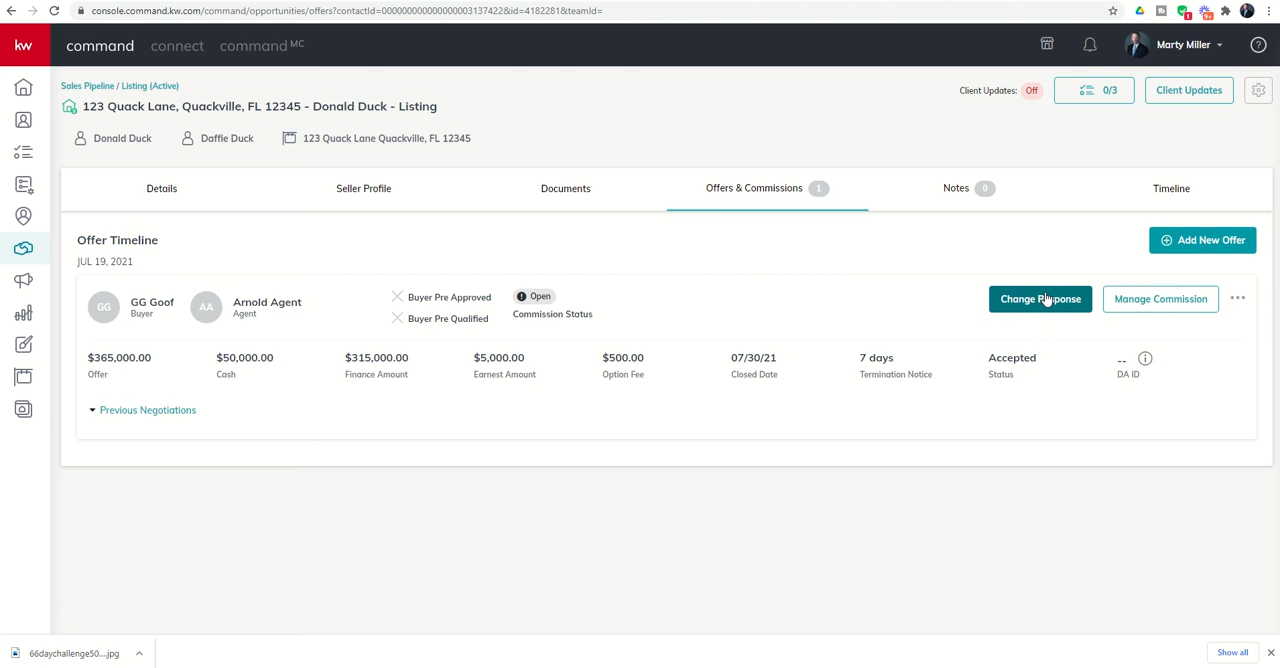 console.command.kw.com/command/opportunities/offers?contactId=00000000000000003137422&id=4182281&teamId=
9+
1
kw
command connect command MC
Marty Miller
Sales Pipeline / Listing (Active)
123 Quack Lane, Quackville, FL 12345 - Donald Duck - Listing
Client Updates: Off
0/3
Client Updates
Donald Duck Daffie Duck 123 Quack Lane Quackville, FL 12345
Details Seller Profile Documents Offers & Commissions 1 Notes 0 Timeline
Offer Timeline
Add New Offer
JUL 19, 2021
GG GG Goof
Buyer
AA Arnold Agent
Agent
Buyer Pre Approved
Buyer Pre Qualified
Open
Commission Status
Change Response
Manage Commission
$365,000.00 $50,000.00 $315,000.00 $5,000.00 $500.00 07/30/21 7 days Accepted --
Offer Cash Finance Amount Earnest Amount Option Fee Closed Date Termination Notice Status DA ID
Previous Negotiations
66daychallenge50....jpg
Show all